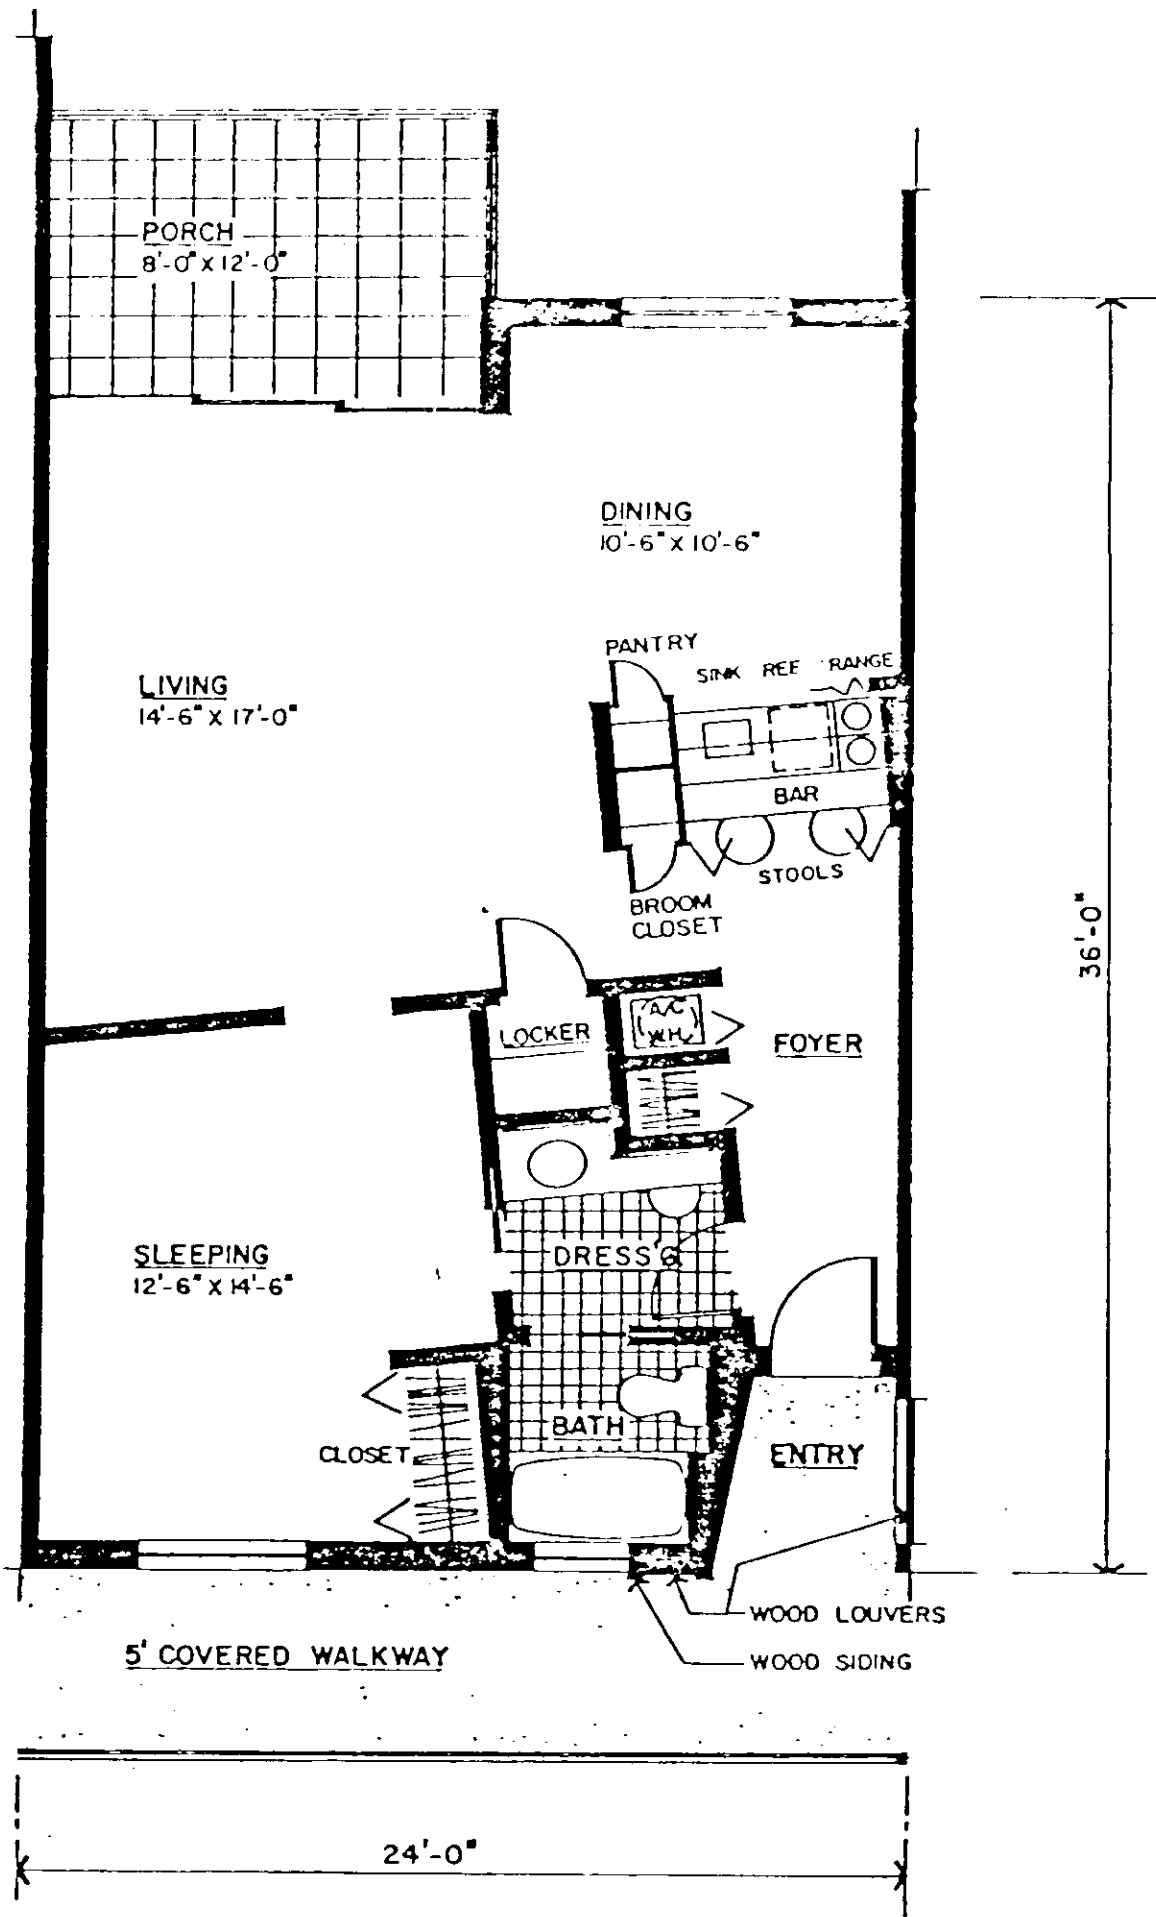 PORCH
8'-0" X 12'-0"
DINING
10'-6" X 10'-6"
PANTRY
SINK REF RANGE
LIVING
14'-6" X 17'-0"
BAR
STOOLS
BROOM
CLOSET
36'-0"
A/C
W.H.
LOCKER
FOYER
DRESS'G
SLEEPING
12'-6" X 14'-6"
BATH
CLOSET
ENTRY
WOOD LOUVERS
5' COVERED WALKWAY
WOOD SIDING
24'-0"